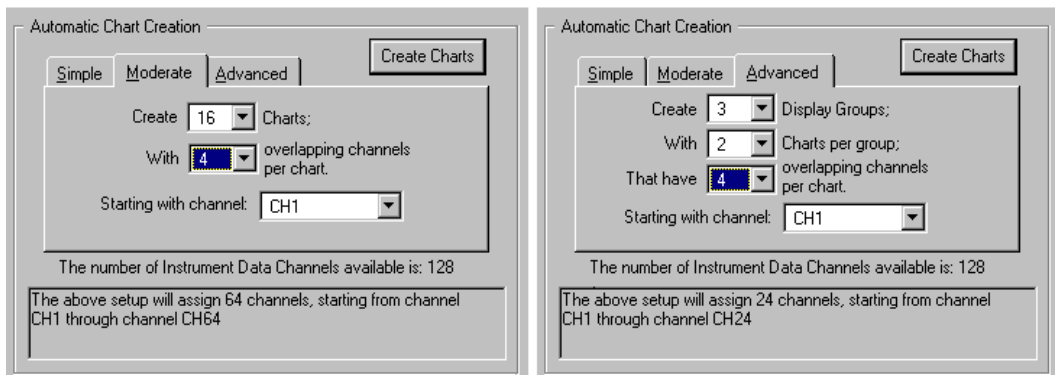 Automatic Chart Creation
Create Charts
Simple Moderate Advanced
Create 16 Charts;
With 4 overlapping channels
per chart.
Starting with channel: CH1
The number of Instrument Data Channels available is: 128
The above setup will assign 64 channels, starting from channel
CH1 through channel CH64
Automatic Chart Creation
Create Charts
Simple Moderate Advanced
Create 3 Display Groups;
With 2 Charts per group;
That have 4 overlapping channels
per chart.
Starting with channel: CH1
The number of Instrument Data Channels available is: 128
The above setup will assign 24 channels, starting from channel
CH1 through channel CH24